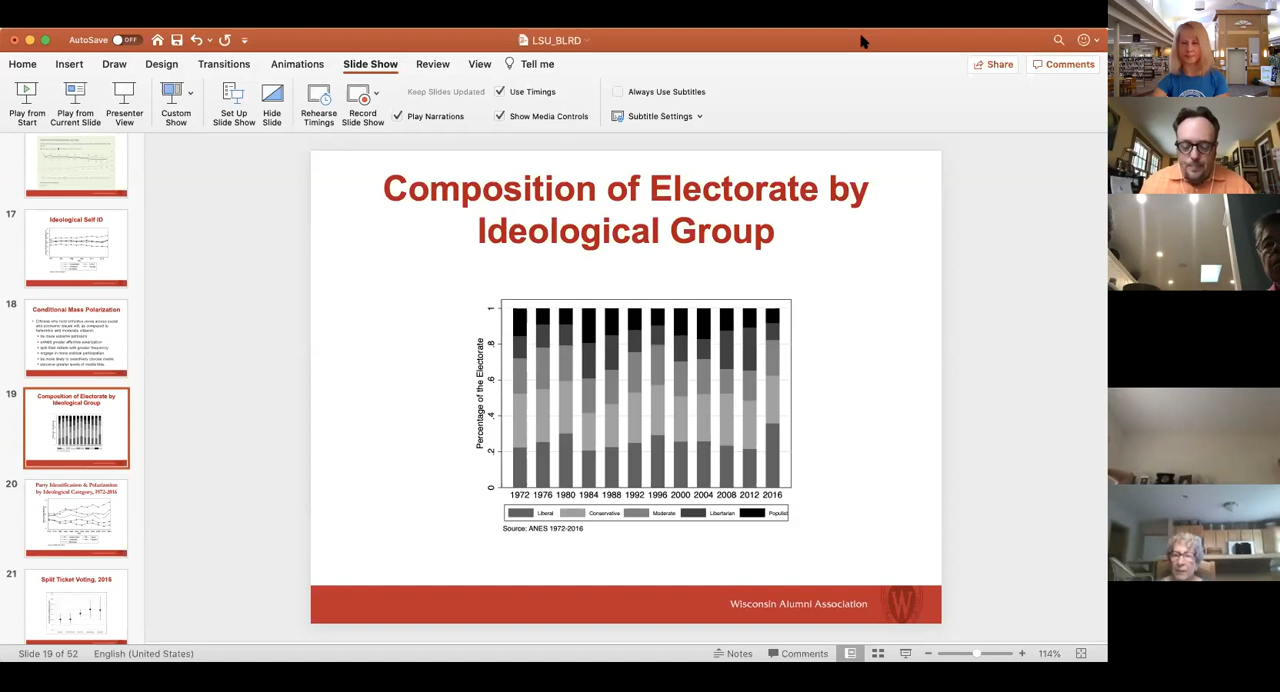 AutoSave OFF
LSU_BLRD
Home Insert Draw Design Transitions Animations Slide Show Review View Tell me
Share Comments
Play from Start
Play from Current Slide
Presenter View
Custom Show
Set Up Slide Show
Hide Slide
Rehearse Timings
Record Slide Show
Keep Slides Updated
Use Timings
Play Narrations
Show Media Controls
Always Use Subtitles
Subtitle Settings
17
Ideological Self ID
18
Conditional Mass Polarization
19
Composition of Electorate by
Ideological Group
20
Party Identification & Polarization
by Ideological Category, 1972-2016
21
Split Ticket Voting, 2016
Composition of Electorate by
Ideological Group
Percentage of the Electorate
1
.8
.6
.4
.2
0
1972 1976 1980 1984 1988 1992 1996 2000 2004 2008 2012 2016
Liberal Conservative Moderate Libertarian Populist
Source: ANES 1972-2016
Wisconsin Alumni Association
W
Slide 19 of 52 English (United States)
Notes Comments 114%